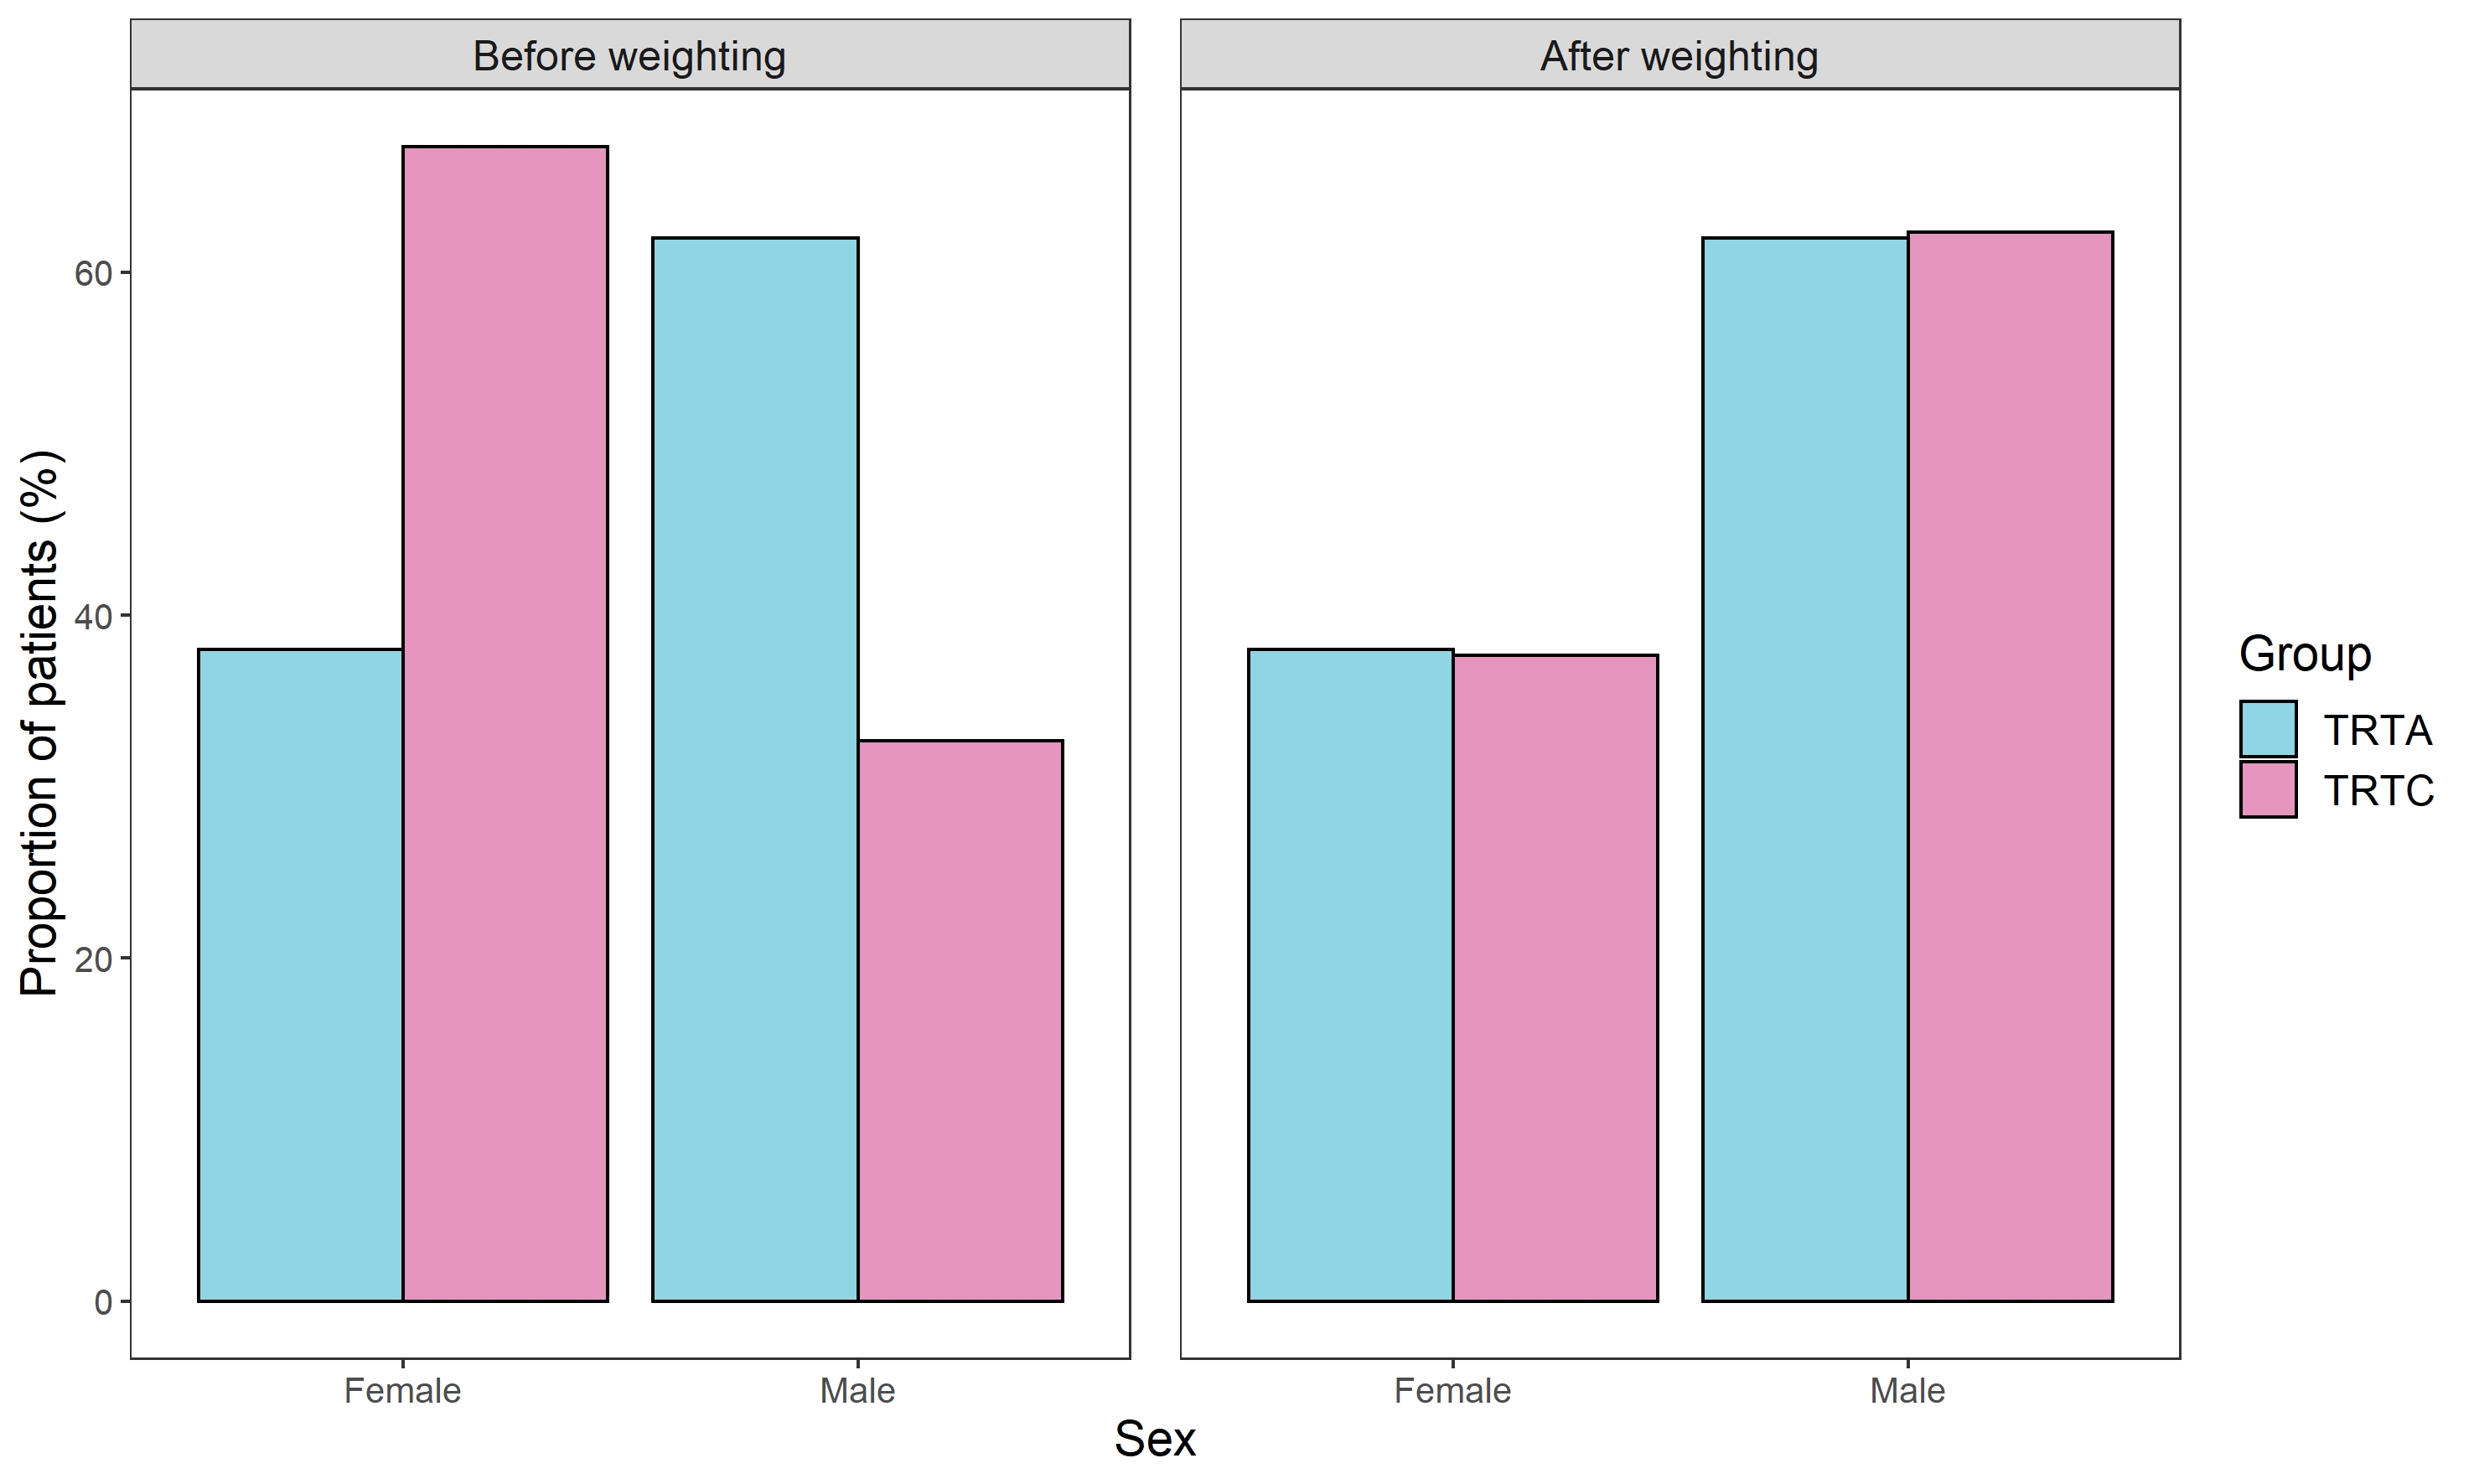 Before weighting
After weighting
Proportion of patients (%)
60
40
20
0
Female
Male
Female
Male
Sex
Group
TRTA
TRTC